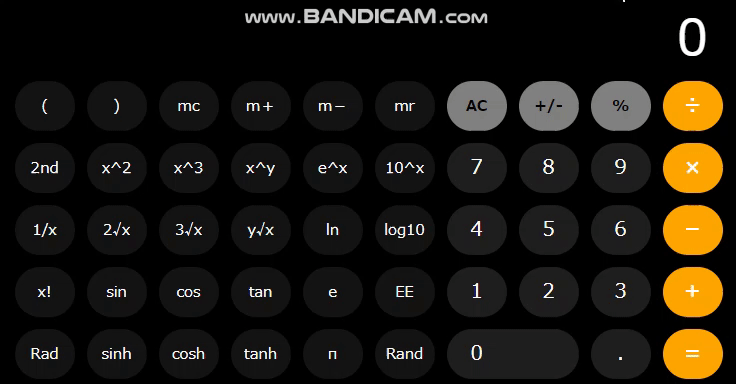 www.BANDICAM.com
0
( ) mc m+ m− mr AC +/- % ÷
2nd x^2 x^3 x^y e^x 10^x 7 8 9 ×
1/x 2√x 3√x y√x ln log10 4 5 6 −
x! sin cos tan e EE 1 2 3 +
Rad sinh cosh tanh п Rand 0 . =